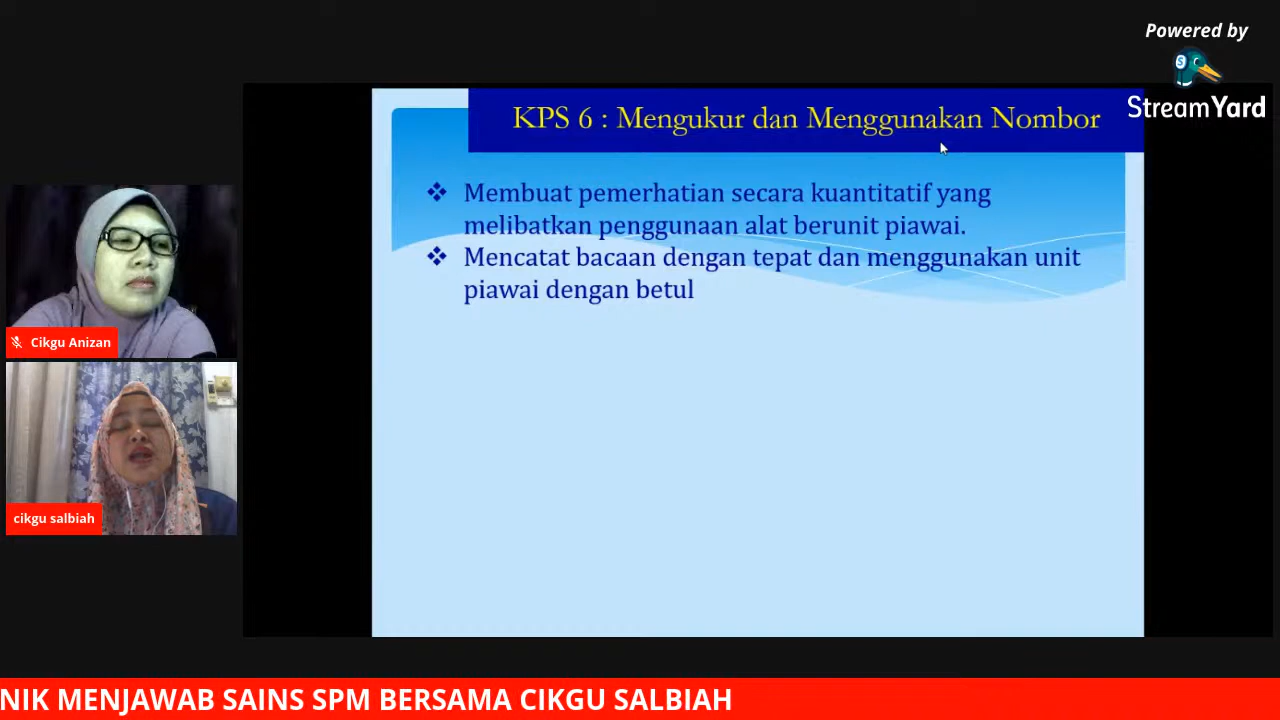 Powered by
StreamYard
KPS 6 : Mengukur dan Menggunakan Nombor
❖ Membuat pemerhatian secara kuantitatif yang
melibatkan penggunaan alat berunit piawai.
❖ Mencatat bacaan dengan tepat dan menggunakan unit
piawai dengan betul
Cikgu Anizan
cikgu salbiah
NIK MENJAWAB SAINS SPM BERSAMA CIKGU SALBIAH